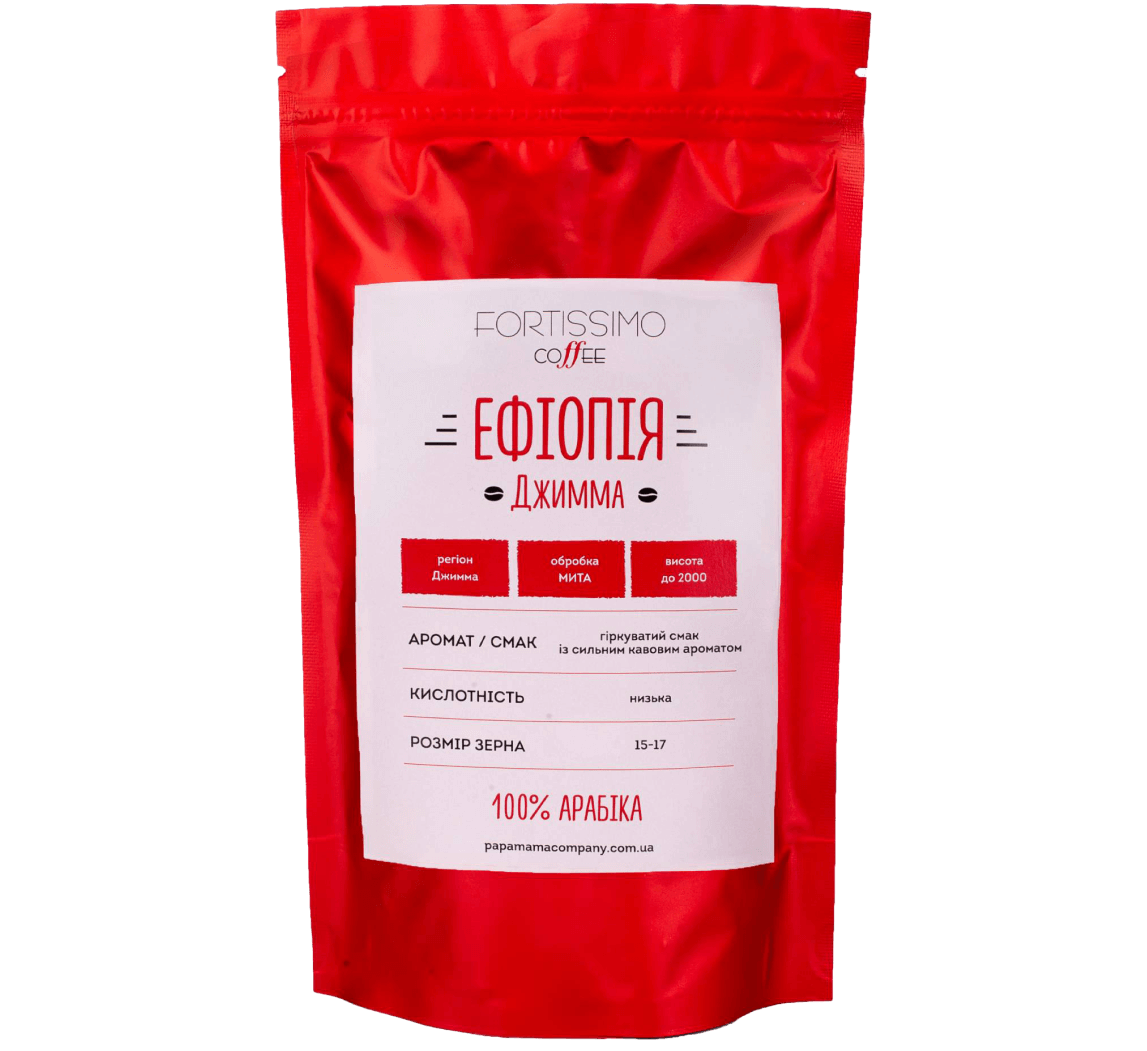 FORTISSIMO
COffEE
ЕФІОПІЯ
Джимма
регіон
Джимма
обробка
МИТА
висота
до 2000
АРОМАТ / СМАК
гіркуватий смак
із сильним кавовим ароматом
КИСЛОТНІСТЬ
низька
РОЗМІР ЗЕРНА
15-17
100% АРАБІКА
papamamacompany.com.ua